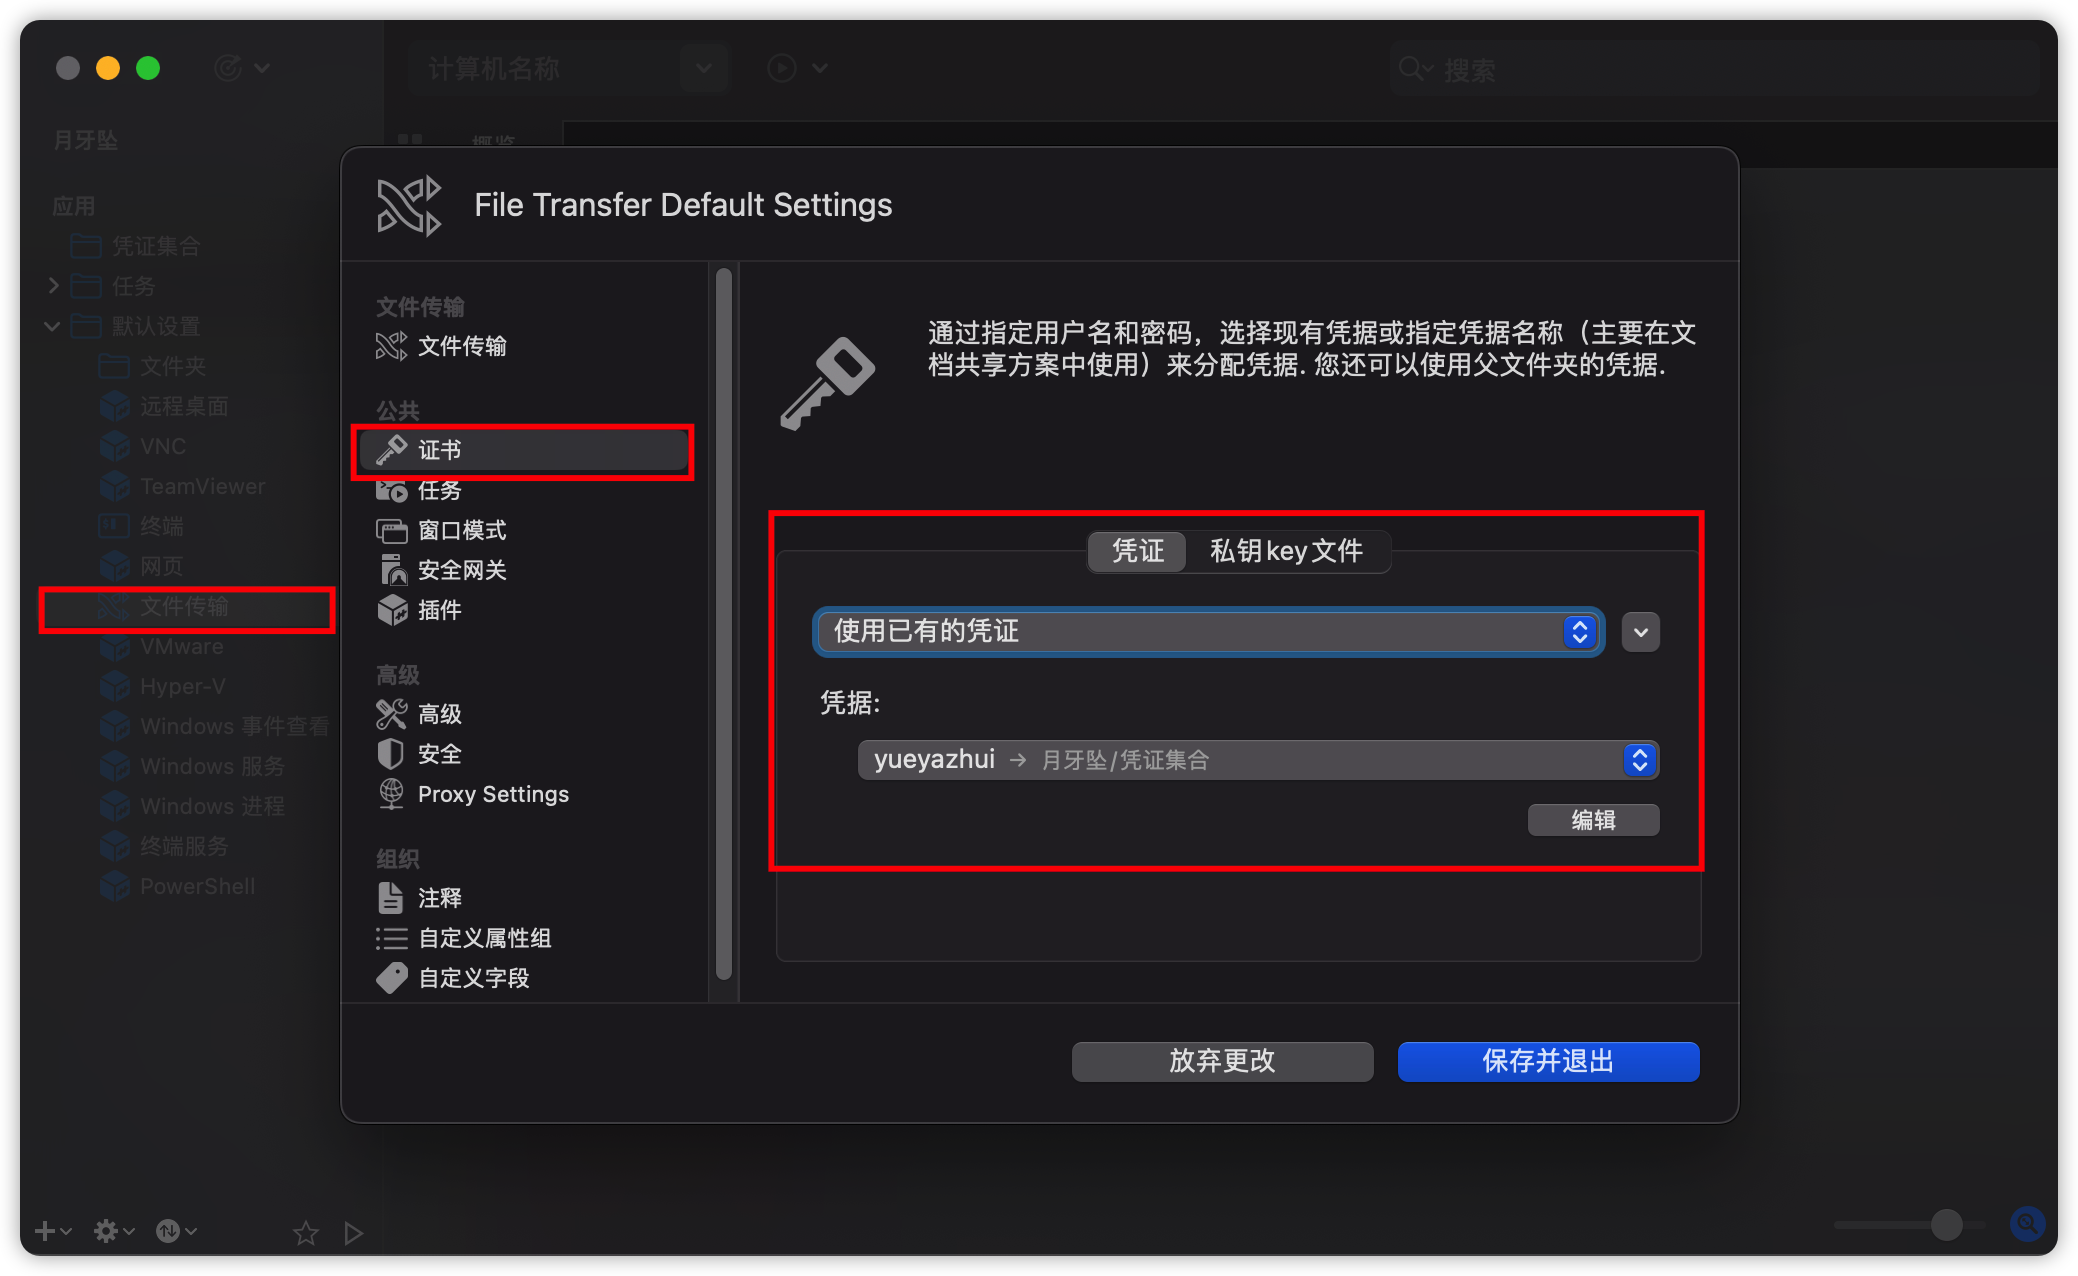 计算机名称
搜索
月牙坠
概览
应用
凭证集合
任务
默认设置
文件夹
远程桌面
VNC
TeamViewer
终端
网页
文件传输
VMware
Hyper-V
Windows 事件查看
Windows 服务
Windows 进程
终端服务
PowerShell
File Transfer Default Settings
文件传输
文件传输
公共
证书
任务
窗口模式
安全网关
插件
高级
高级
安全
Proxy Settings
组织
注释
自定义属性组
自定义字段
通过指定用户名和密码，选择现有凭据或指定凭据名称（主要在文
档共享方案中使用）来分配凭据. 您还可以使用父文件夹的凭据.
凭证 私钥key文件
使用已有的凭证
凭据:
yueyazhui → 月牙坠/凭证集合
编辑
放弃更改 保存并退出